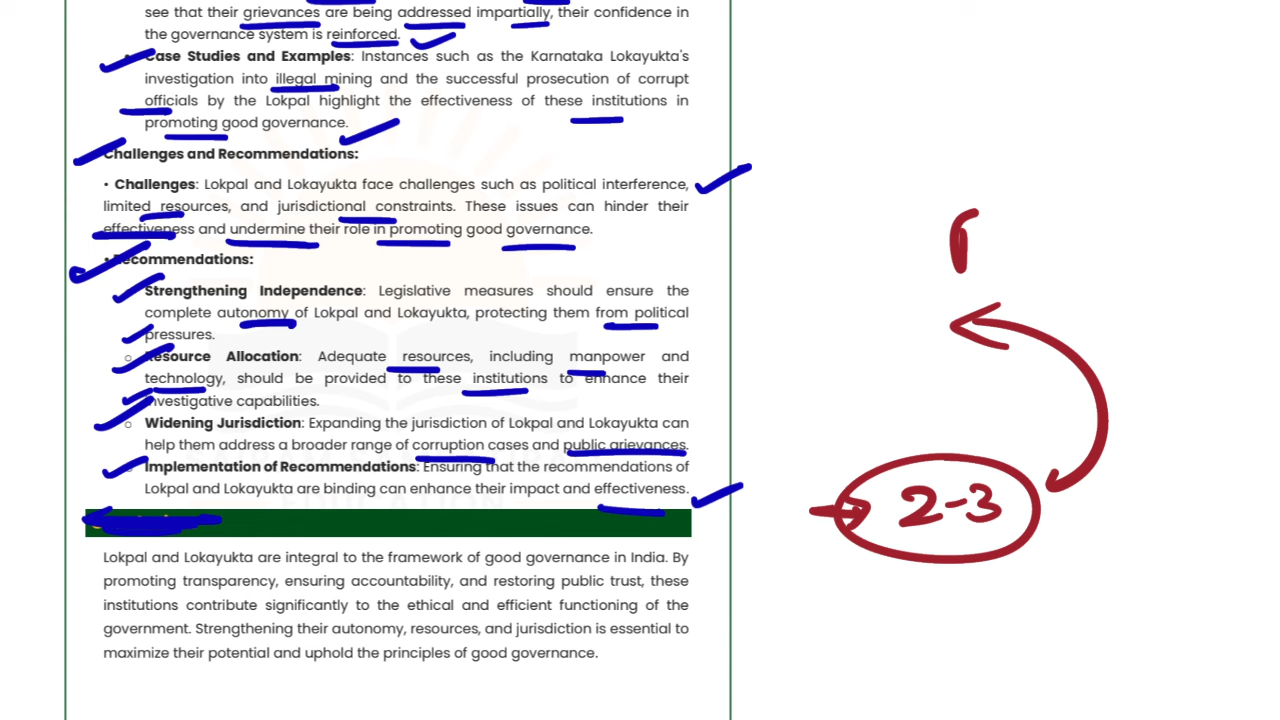 see that their grievances are being addressed impartially, their confidence in
the governance system is reinforced.
Case Studies and Examples: Instances such as the Karnataka Lokayukta's
investigation into illegal mining and the successful prosecution of corrupt
officials by the Lokpal highlight the effectiveness of these institutions in
promoting good governance.
Challenges and Recommendations:
• Challenges: Lokpal and Lokayukta face challenges such as political interference,
limited resources, and jurisdictional constraints. These issues can hinder their
effectiveness and undermine their role in promoting good governance.
• Recommendations:
Strengthening Independence: Legislative measures should ensure the
complete autonomy of Lokpal and Lokayukta, protecting them from political
pressures.
○ Resource Allocation: Adequate resources, including manpower and
technology, should be provided to these institutions to enhance their
investigative capabilities.
○ Widening Jurisdiction: Expanding the jurisdiction of Lokpal and Lokayukta can
help them address a broader range of corruption cases and public grievances.
Implementation of Recommendations: Ensuring that the recommendations of
Lokpal and Lokayukta are binding can enhance their impact and effectiveness.
Lokpal and Lokayukta are integral to the framework of good governance in India. By
promoting transparency, ensuring accountability, and restoring public trust, these
institutions contribute significantly to the ethical and efficient functioning of the
government. Strengthening their autonomy, resources, and jurisdiction is essential to
maximize their potential and uphold the principles of good governance.
2-3